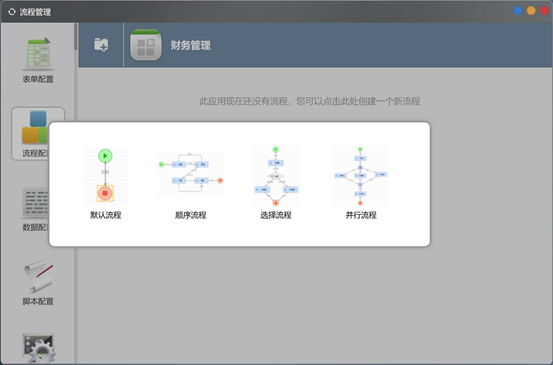 流程管理
财务管理
表单配置
此应用现在还没有流程，您可以点击此处创建一个新流程
流程配
默认流程
顺序流程
选择流程
并行流程
数据配
脚本配置